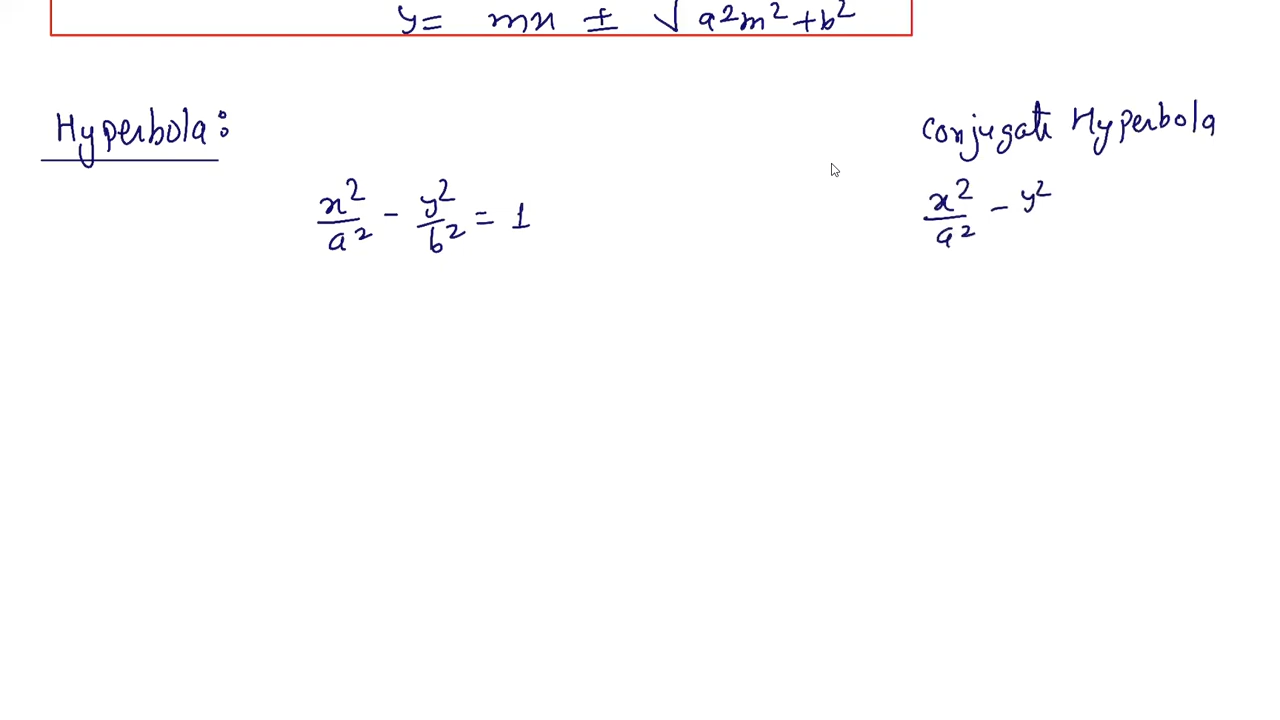 y = mx ± √a²m² + b²
Hyperbola:
Conjugate Hyperbola
x²/a² - y²/b² = 1
x²/a² - y²